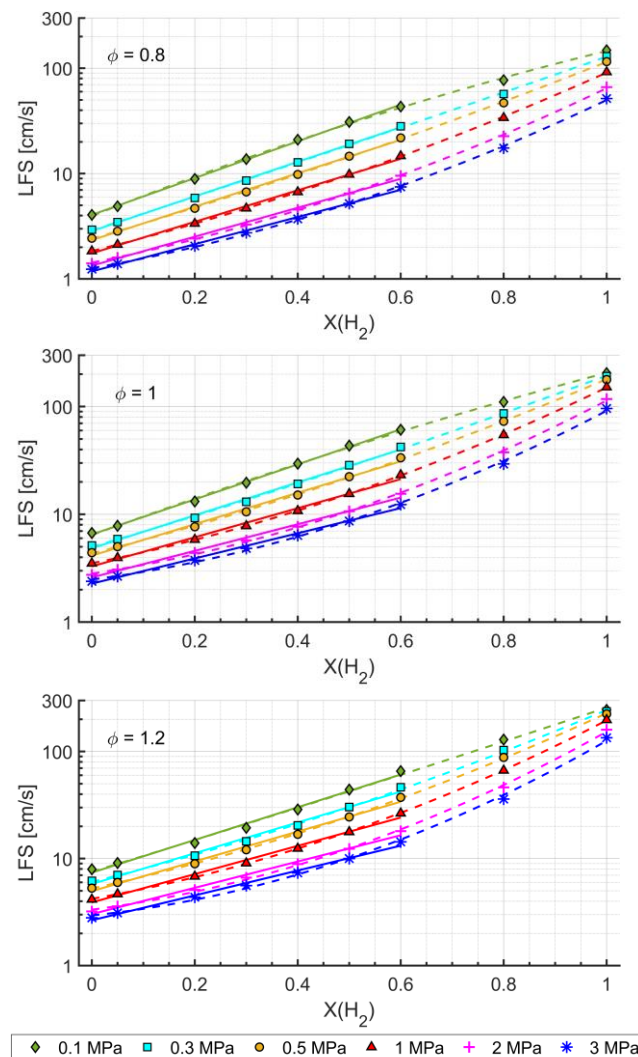 300
100
10
1
LFS [cm/s]
ϕ = 0.8
0 0.2 0.4 0.6 0.8 1
X(H₂)
300
100
10
1
LFS [cm/s]
ϕ = 1
0 0.2 0.4 0.6 0.8 1
X(H₂)
300
100
10
1
LFS [cm/s]
ϕ = 1.2
0 0.2 0.4 0.6 0.8 1
X(H₂)
0.1 MPa 0.3 MPa 0.5 MPa 1 MPa 2 MPa 3 MPa